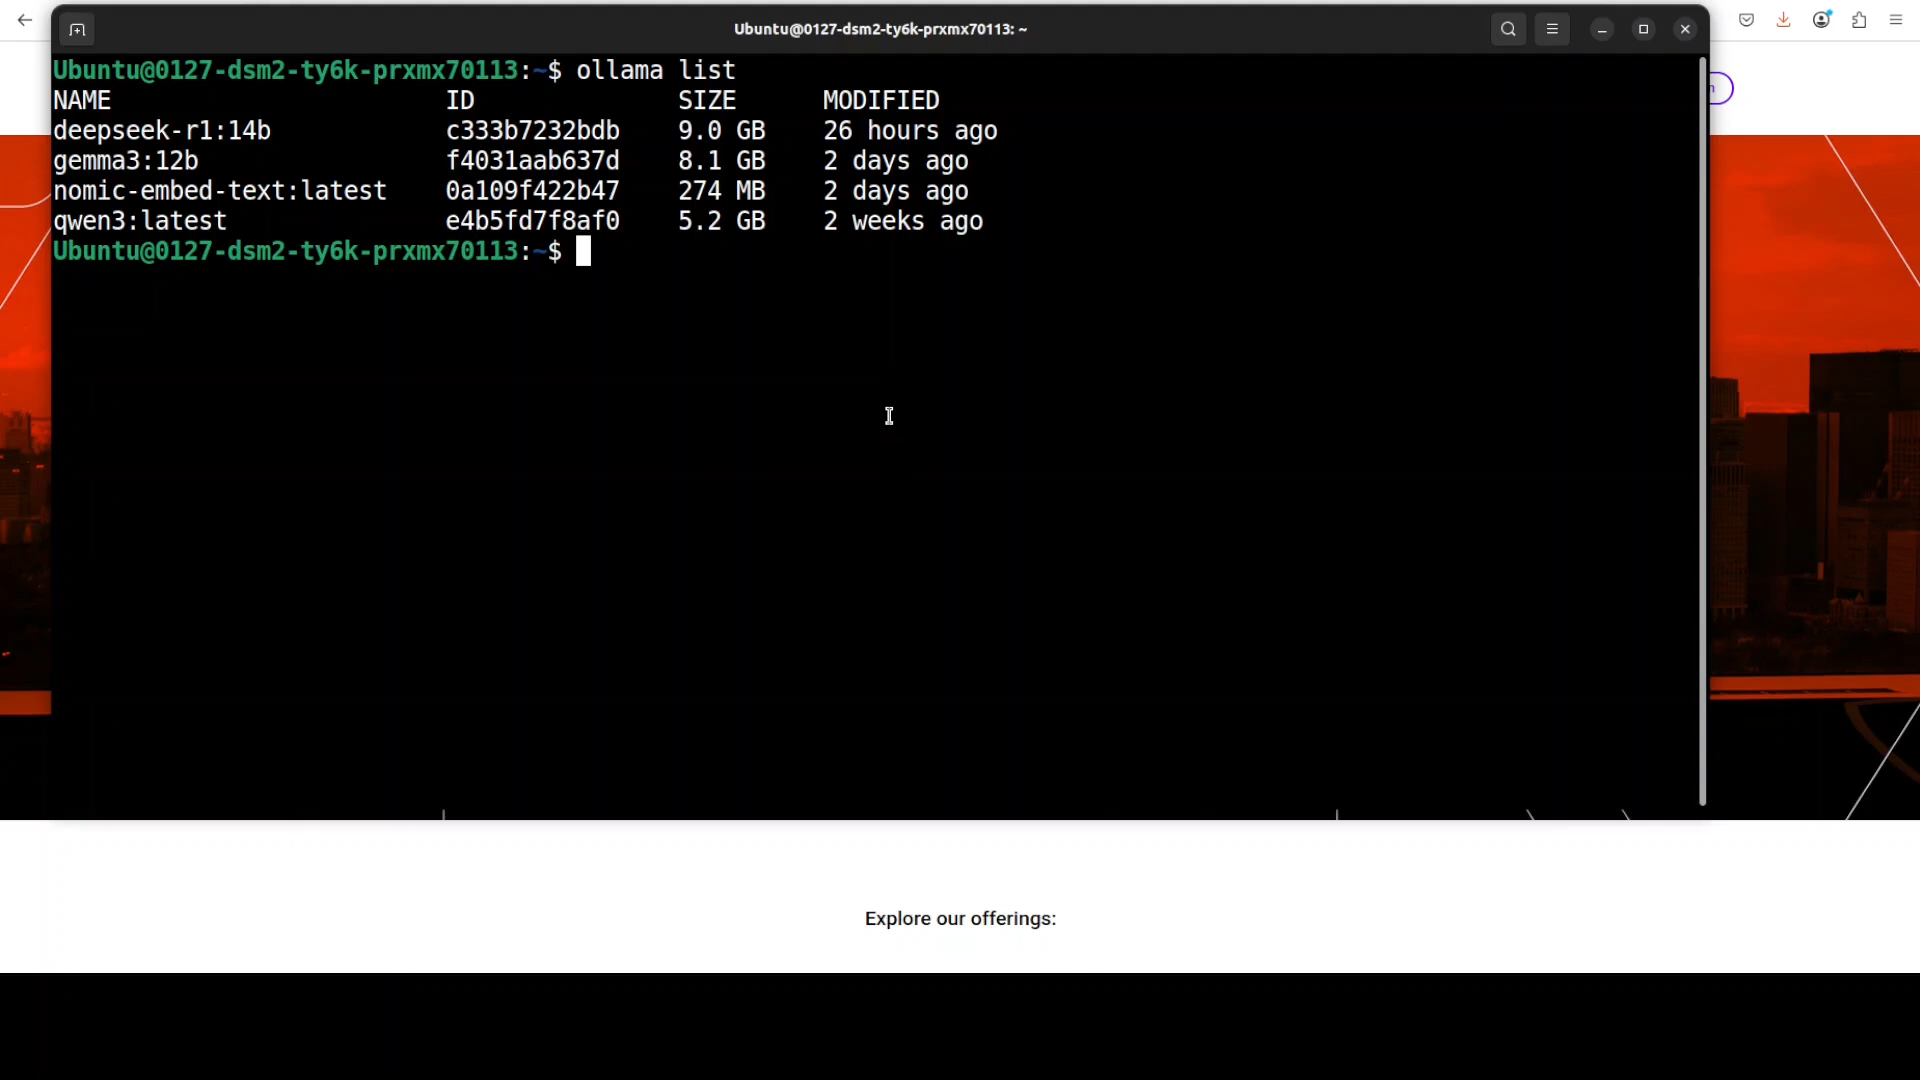 Ubuntu@0127-dsm2-ty6k-prxmx70113: ~
Ubuntu@0127-dsm2-ty6k-prxmx70113:~$ ollama list
NAME ID SIZE MODIFIED
deepseek-r1:14b c333b7232bdb 9.0 GB 26 hours ago
gemma3:12b f4031aab637d 8.1 GB 2 days ago
nomic-embed-text:latest 0a109f422b47 274 MB 2 days ago
qwen3:latest e4b5fd7f8af0 5.2 GB 2 weeks ago
Ubuntu@0127-dsm2-ty6k-prxmx70113:~$
Explore our offerings: